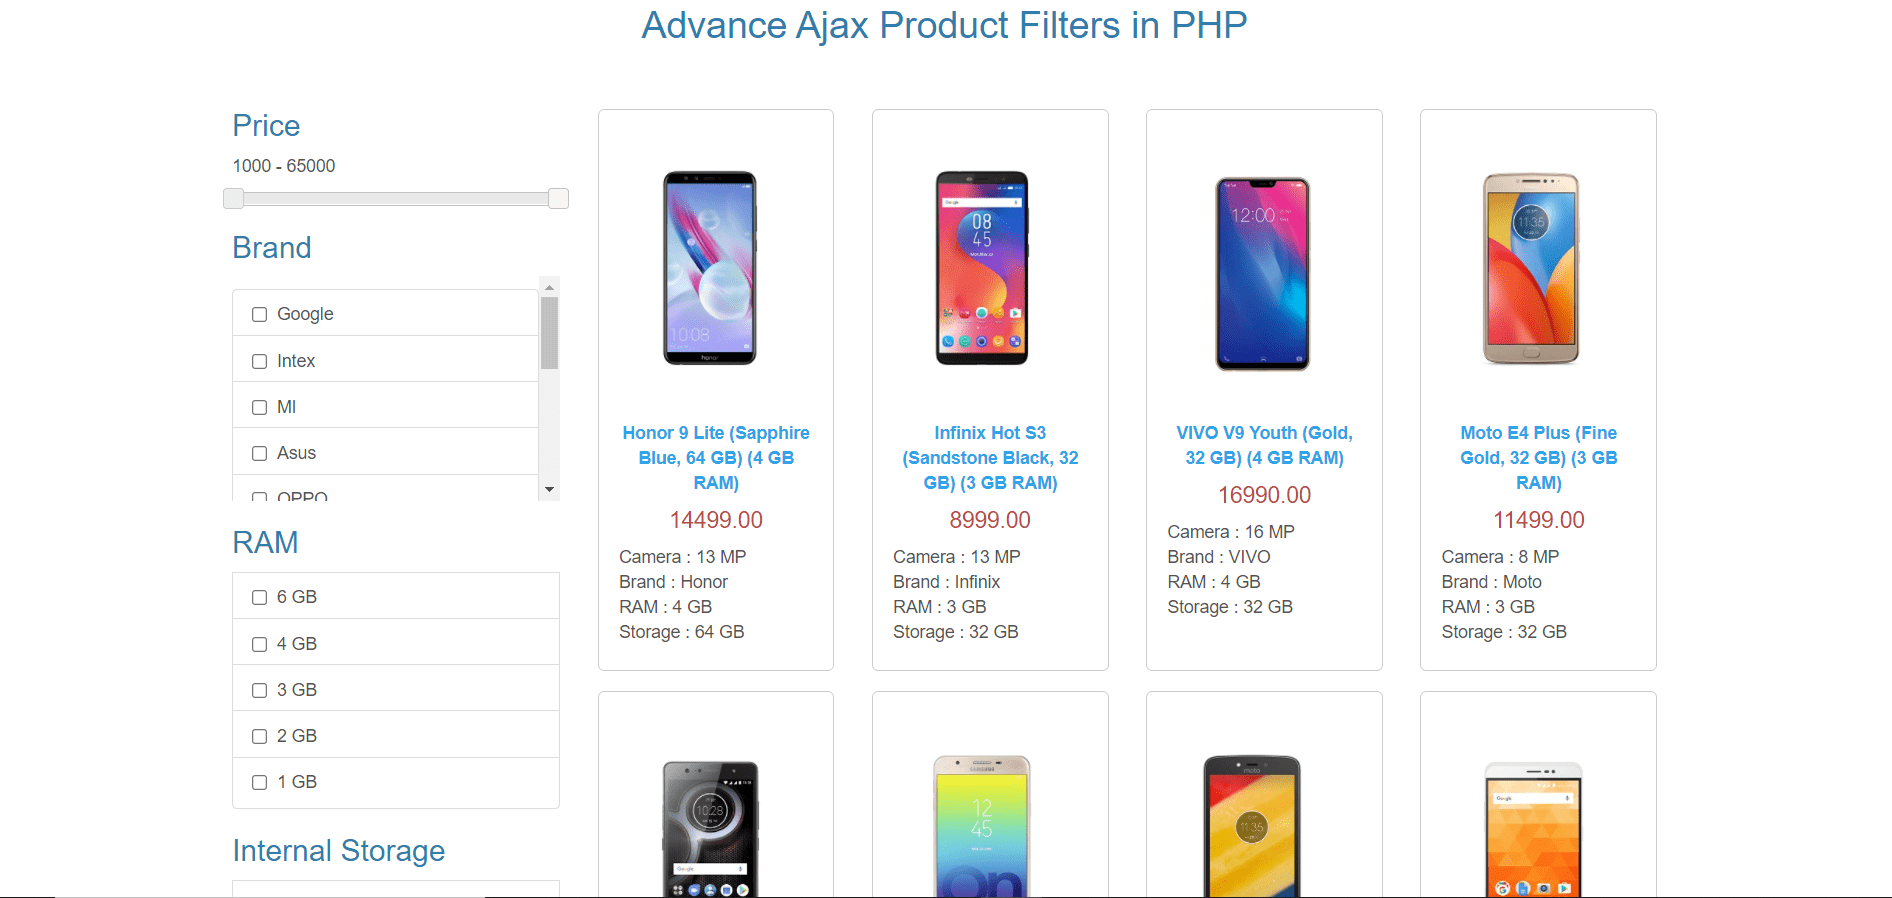 Advance Ajax Product Filters in PHP
Price
1000 - 65000
Brand
Google
Intex
MI
Asus
OPPO
RAM
6 GB
4 GB
3 GB
2 GB
1 GB
Internal Storage
10:08
honor
Honor 9 Lite (Sapphire
Blue, 64 GB) (4 GB
RAM)
14499.00
Camera : 13 MP
Brand : Honor
RAM : 4 GB
Storage : 64 GB
Google
08
45
Infinix Hot S3
(Sandstone Black, 32
GB) (3 GB RAM)
8999.00
Camera : 13 MP
Brand : Infinix
RAM : 3 GB
Storage : 32 GB
12:00
VIVO V9 Youth (Gold,
32 GB) (4 GB RAM)
16990.00
Camera : 16 MP
Brand : VIVO
RAM : 4 GB
Storage : 32 GB
11:35
Moto E4 Plus (Fine
Gold, 32 GB) (3 GB
RAM)
11499.00
Camera : 8 MP
Brand : Moto
RAM : 3 GB
Storage : 32 GB
10:28
Google
SAMSUNG
12
45
On
moto
11:35
Google